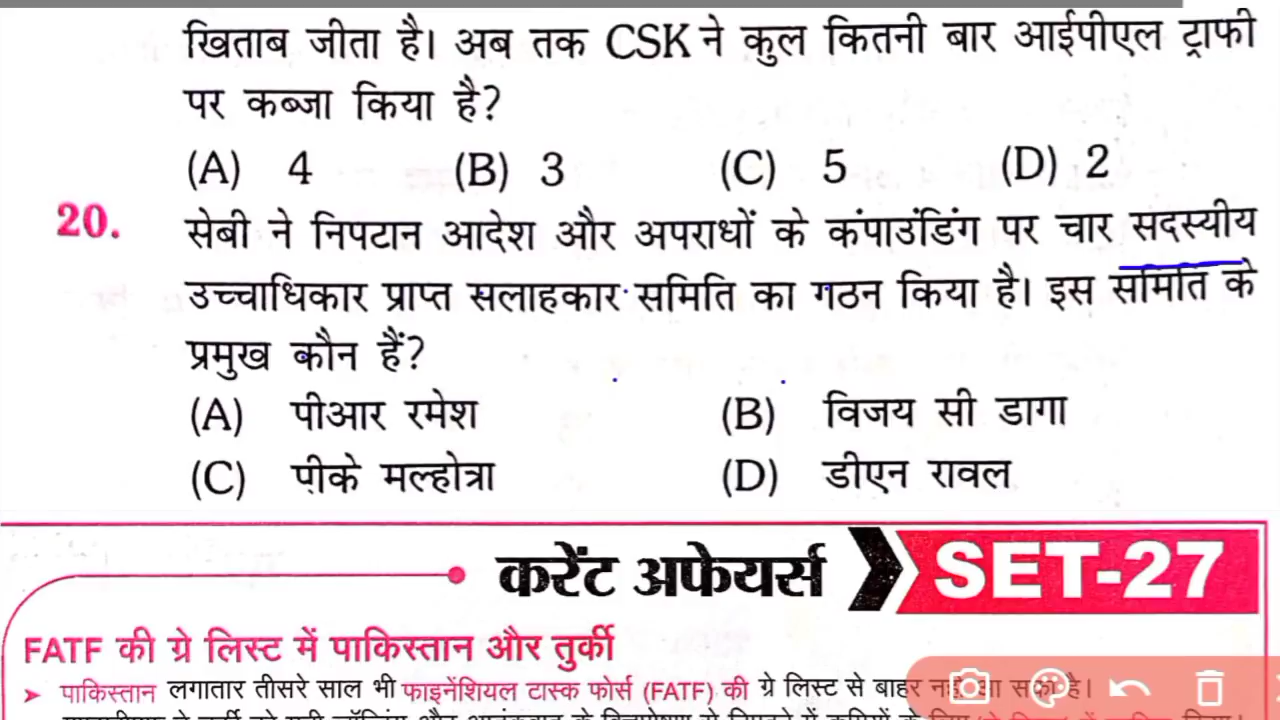 खिताब जीता है। अब तक CSK ने कुल कितनी बार आईपीएल ट्राफी
पर कब्जा किया है?
(A) 4 (B) 3 (C) 5 (D) 2
20. सेबी ने निपटान आदेश और अपराधों के कंपाउंडिंग पर चार सदस्यीय
उच्चाधिकार प्राप्त सलाहकार समिति का गठन किया है। इस समिति के
प्रमुख कौन हैं?
(A) पीआर रमेश (B) विजय सी डागा
(C) पीके मल्होत्रा (D) डीएन रावल
करेंट अफेयर्स SET-27
FATF की ग्रे लिस्ट में पाकिस्तान और तुर्की
➤ पाकिस्तान लगातार तीसरे साल भी फाइनेंशियल टास्क फोर्स (FATF) की ग्रे लिस्ट से बाहर नहीं आ सका है।